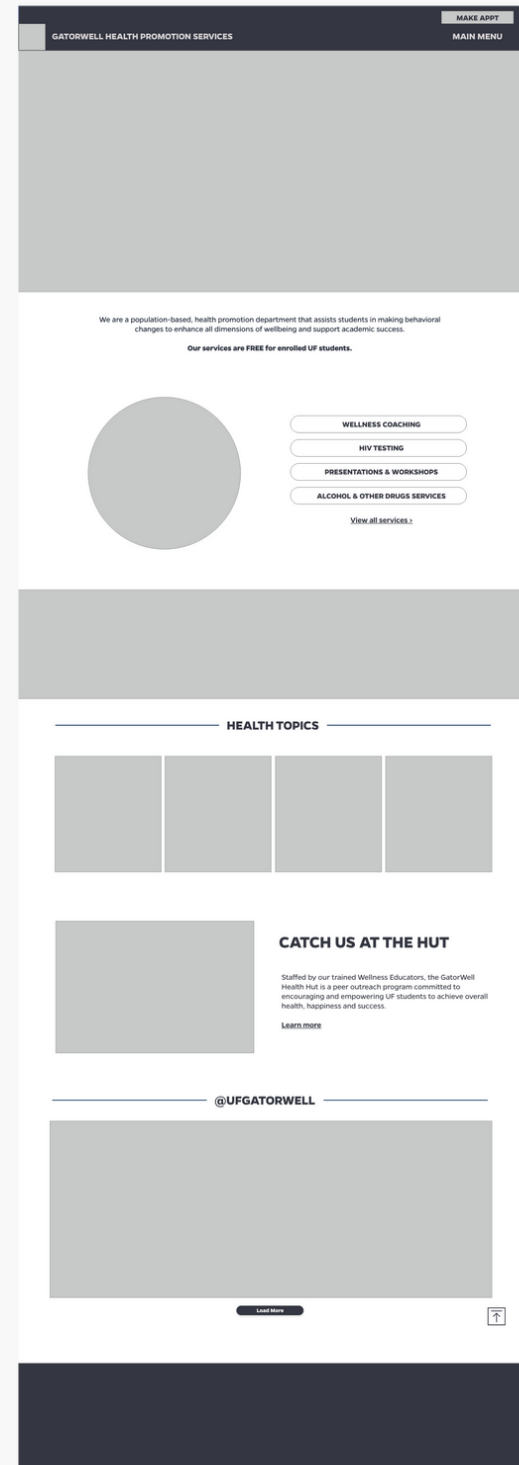 MAKE APPT
GATORWELL HEALTH PROMOTION SERVICES
MAIN MENU
We are a population-based, health promotion department that assists students in making behavioral
changes to enhance all dimensions of wellbeing and support academic success.
Our services are FREE for enrolled UF students.
WELLNESS COACHING
HIV TESTING
PRESENTATIONS & WORKSHOPS
ALCOHOL & OTHER DRUGS SERVICES
View all services >
HEALTH TOPICS
CATCH US AT THE HUT
Staffed by our trained Wellness Educators, the GatorWell
Health Hut is a peer outreach program committed to
encouraging and empowering UF students to achieve overall
health, happiness and success.
Learn more
@UFGATORWELL
Load More